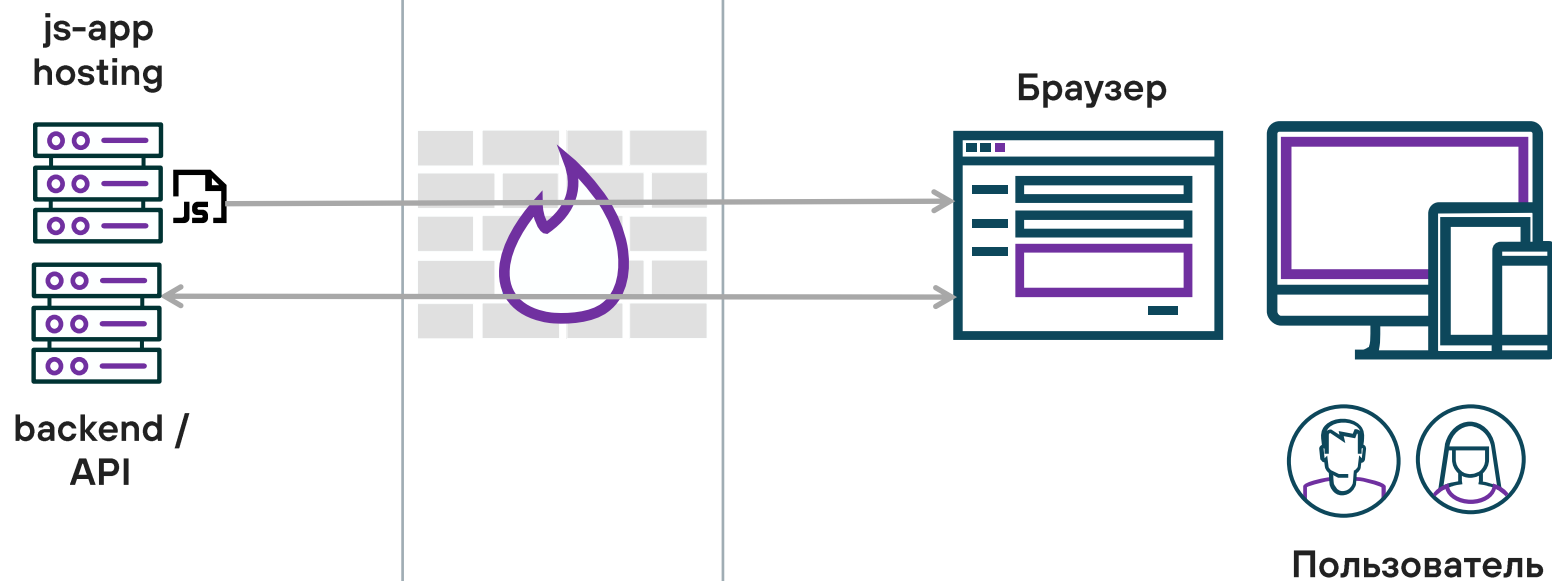 js-app
hosting
JS
backend /
API
Браузер
Пользователь